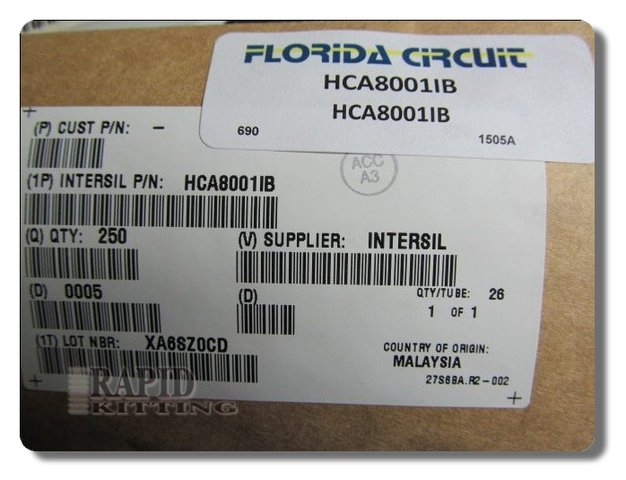 FLORIDA CIRCUIT
HCA8001IB
HCA8001IB
690 1505A
(P) CUST P/N: –
ACC
A3
(1P) INTERSIL P/N: HCA8001IB
(Q) QTY: 250 (V) SUPPLIER: INTERSIL
(D) 0005 (D) QTY/TUBE: 26
1 OF 1
(1T) LOT NBR: XA6SZ0CD
COUNTRY OF ORIGIN:
MALAYSIA
27S6BA.R2-002
RAPID
KITTING